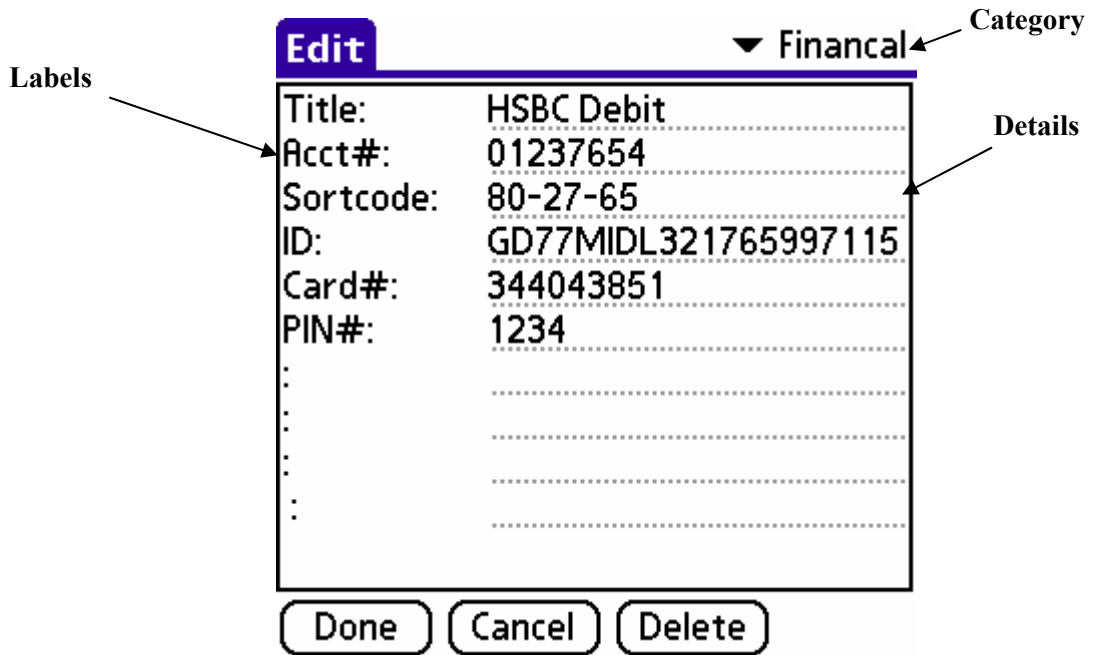 Category
Edit Financal
Labels
Title: HSBC Debit
Details
Acct#: 01237654
Sortcode: 80-27-65
ID: GD77MIDL321765997115
Card#: 344043851
PIN#: 1234
:
:
:
:
Done Cancel Delete